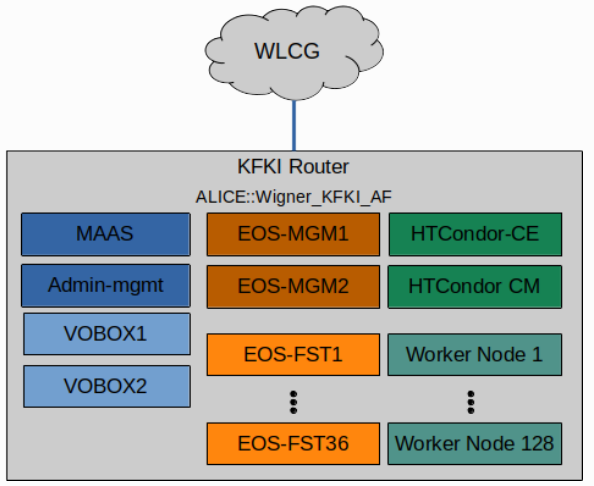 WLCG
KFKI Router
ALICE::Wigner_KFKI_AF
MAAS
EOS-MGM1
HTCondor-CE
Admin-mgmt
EOS-MGM2
HTCondor CM
VOBOX1
EOS-FST1
Worker Node 1
VOBOX2
EOS-FST36
Worker Node 128